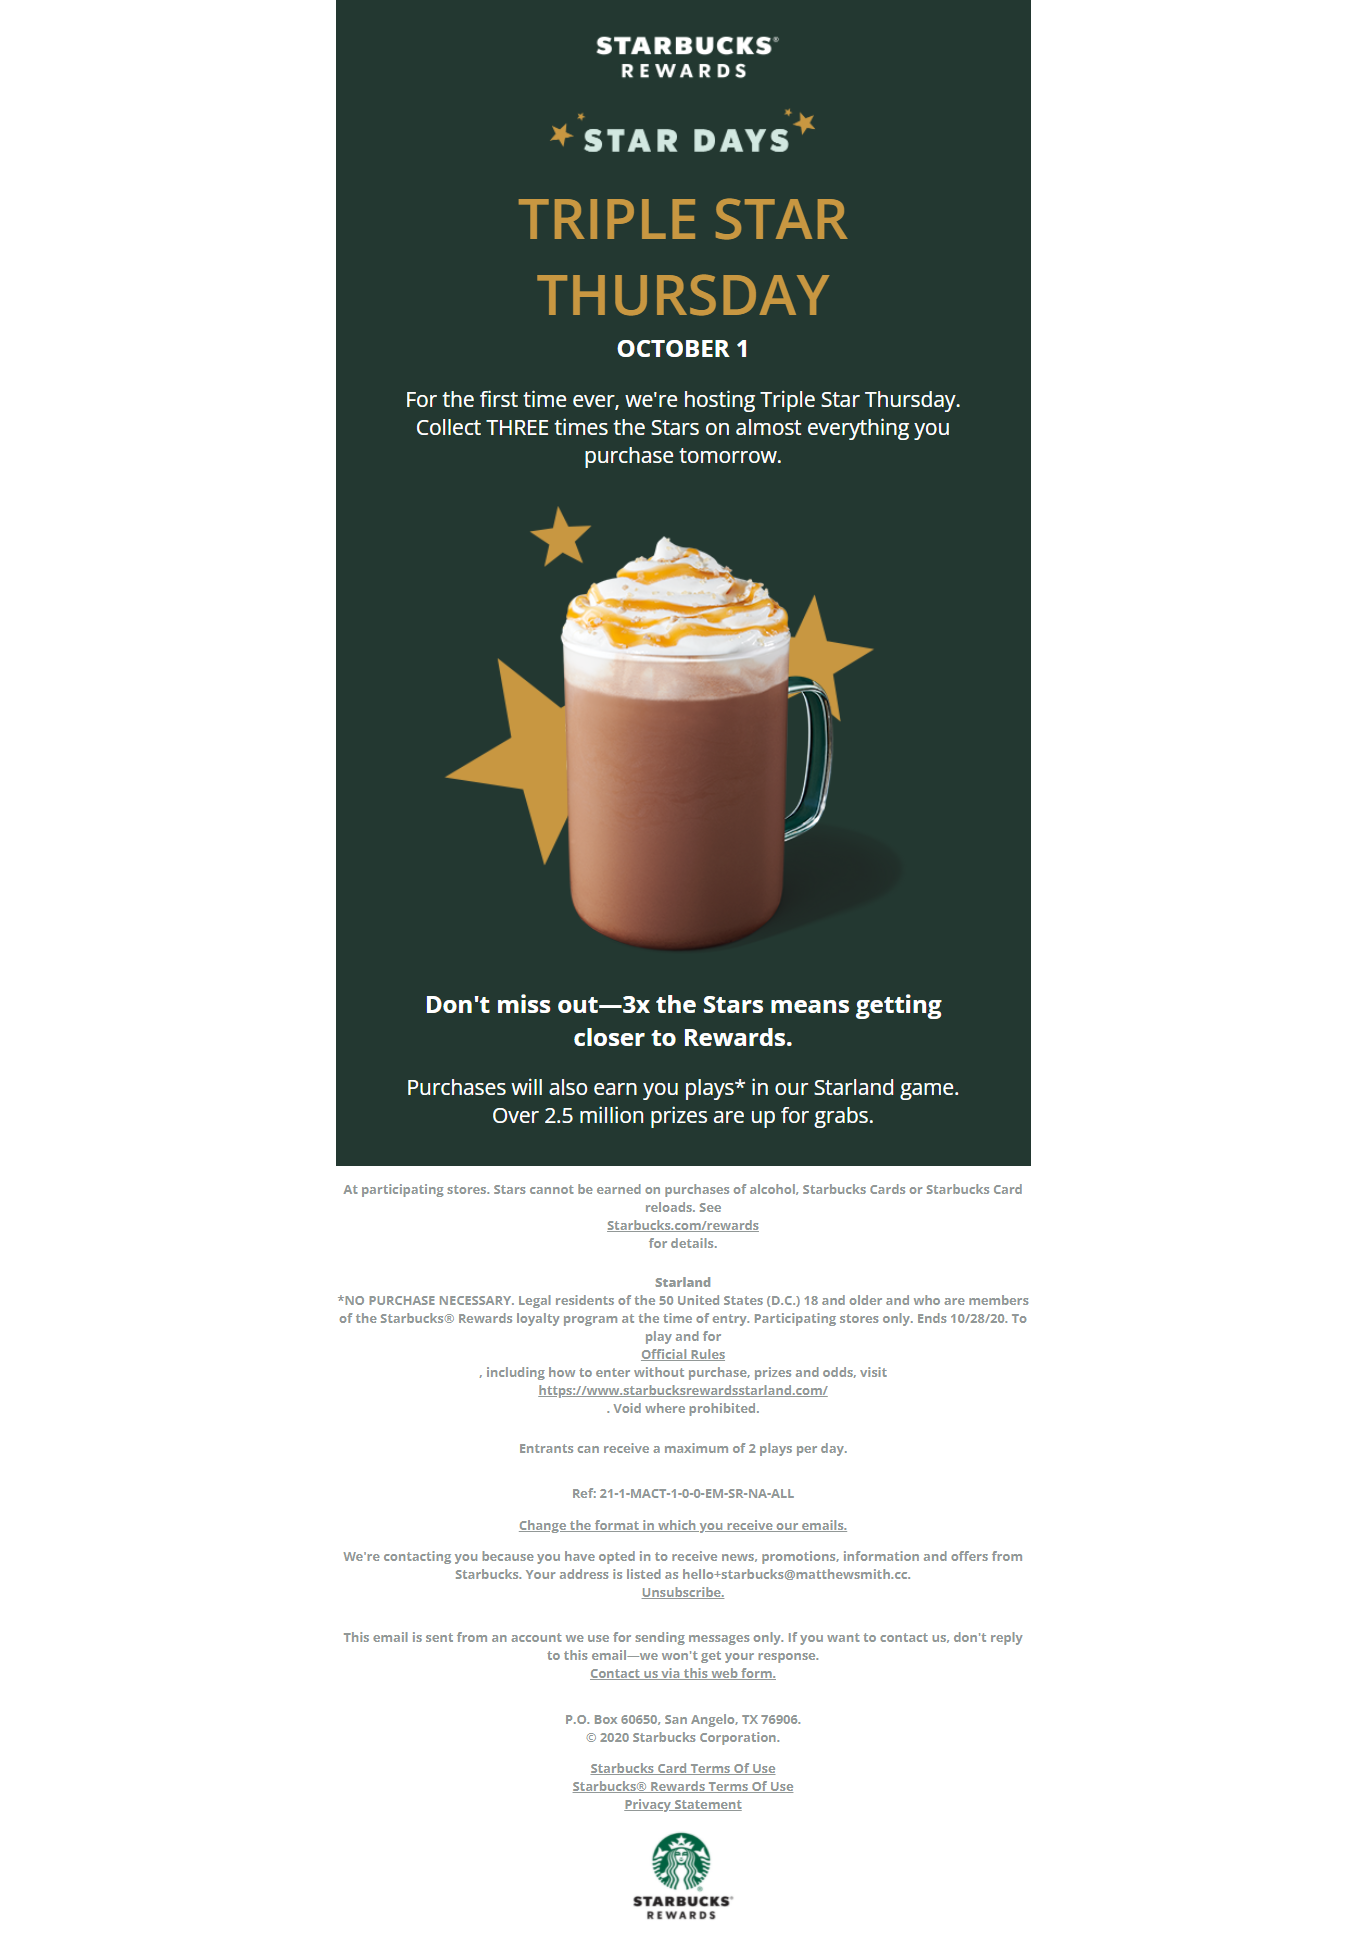 STARBUCKS®
REWARDS
STAR DAYS
TRIPLE STAR
THURSDAY
OCTOBER 1
For the first time ever, we're hosting Triple Star Thursday.
Collect THREE times the Stars on almost everything you
purchase tomorrow.
Don't miss out—3x the Stars means getting
closer to Rewards.
Purchases will also earn you plays* in our Starland game.
Over 2.5 million prizes are up for grabs.
At participating stores. Stars cannot be earned on purchases of alcohol, Starbucks Cards or Starbucks Card
reloads. See
Starbucks.com/rewards
for details.
Starland
*NO PURCHASE NECESSARY. Legal residents of the 50 United States (D.C.) 18 and older and who are members
of the Starbucks® Rewards loyalty program at the time of entry. Participating stores only. Ends 10/28/20. To
play and for
Official Rules
, including how to enter without purchase, prizes and odds, visit
https://www.starbucksrewardsstarland.com/
. Void where prohibited.
Entrants can receive a maximum of 2 plays per day.
Ref: 21-1-MACT-1-0-0-EM-SR-NA-ALL
Change the format in which you receive our emails.
We're contacting you because you have opted in to receive news, promotions, information and offers from
Starbucks. Your address is listed as hello+starbucks@matthewsmith.cc.
Unsubscribe.
This email is sent from an account we use for sending messages only. If you want to contact us, don't reply
to this email—we won't get your response.
Contact us via this web form.
P.O. Box 60650, San Angelo, TX 76906.
© 2020 Starbucks Corporation.
Starbucks Card Terms Of Use
Starbucks® Rewards Terms Of Use
Privacy Statement
STARBUCKS®
REWARDS